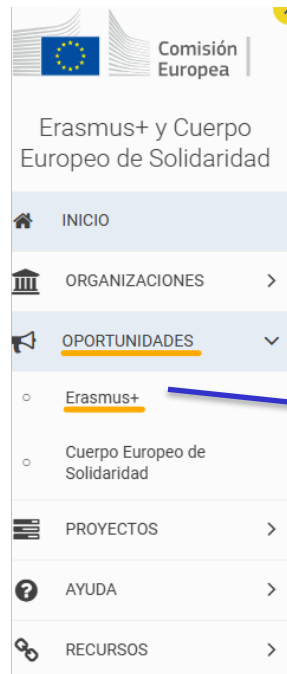 Comisión
Europea
Erasmus+ y Cuerpo
Europeo de Solidaridad
INICIO
ORGANIZACIONES
OPORTUNIDADES
Erasmus+
Cuerpo Europeo de
Solidaridad
PROYECTOS
AYUDA
RECURSOS